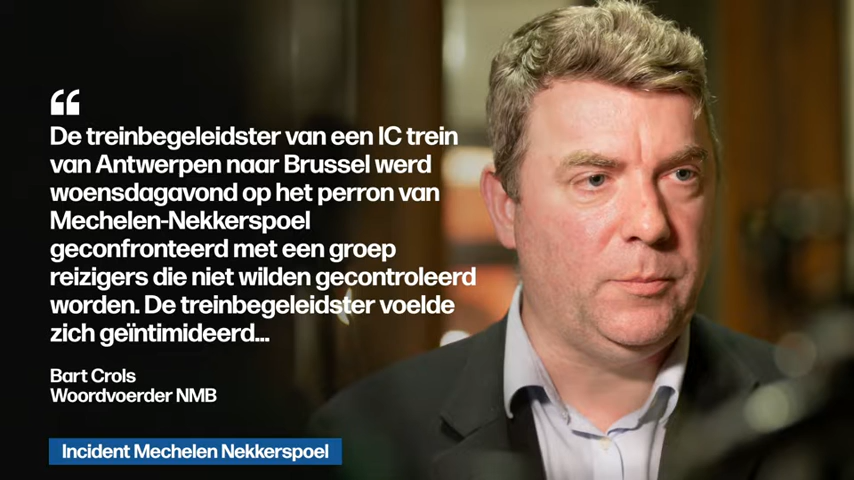 “
De treinbegeleidster van een IC trein
van Antwerpen naar Brussel werd
woensdagavond op het perron van
Mechelen-Nekkerspoel
geconfronteerd met een groep
reizigers die niet wilden gecontroleerd
worden. De treinbegeleidster voelde
zich geïntimideerd...
Bart Crols
Woordvoerder NMB
Incident Mechelen Nekkerspoel